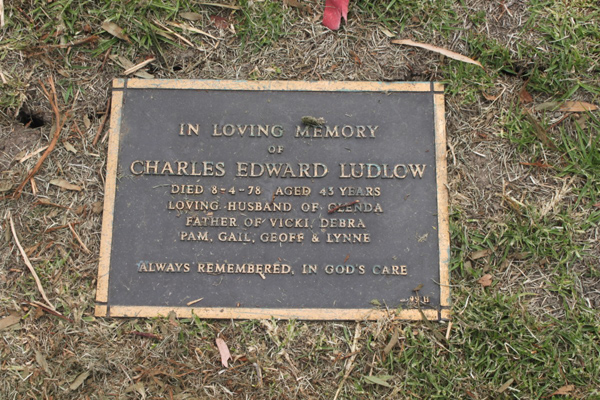 IN LOVING MEMORY
OF
CHARLES EDWARD LUDLOW
DIED 8-4-78 AGED 43 YEARS
LOVING HUSBAND OF GLENDA
FATHER OF VICKI, DEBRA
PAM, GAIL, GEOFF & LYNNE
ALWAYS REMEMBERED, IN GOD'S CARE